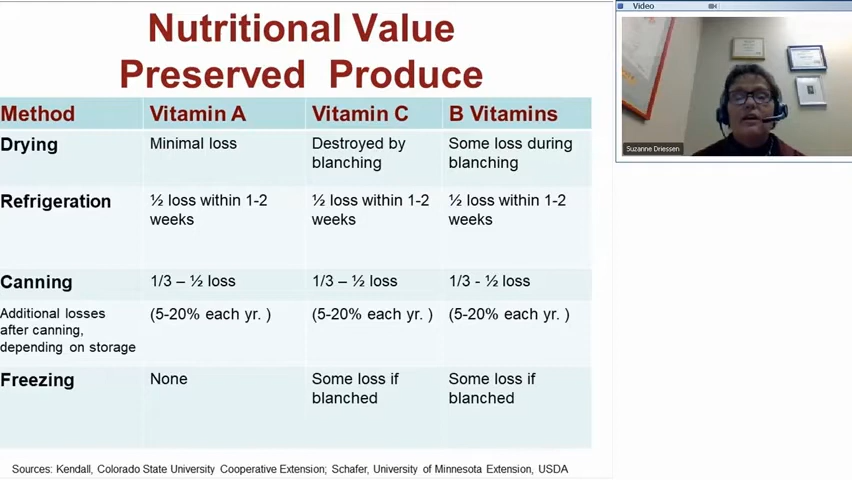 Nutritional Value
Preserved Produce
Method Vitamin A Vitamin C B Vitamins
Drying Minimal loss Destroyed by blanching Some loss during blanching
Refrigeration ½ loss within 1-2 weeks ½ loss within 1-2 weeks ½ loss within 1-2 weeks
Canning 1/3 – ½ loss 1/3 – ½ loss 1/3 - ½ loss
Additional losses after canning, depending on storage (5-20% each yr. ) (5-20% each yr. ) (5-20% each yr. )
Freezing None Some loss if blanched Some loss if blanched
Sources: Kendall, Colorado State University Cooperative Extension; Schafer, University of Minnesota Extension, USDA
Video
Suzanne Driessen